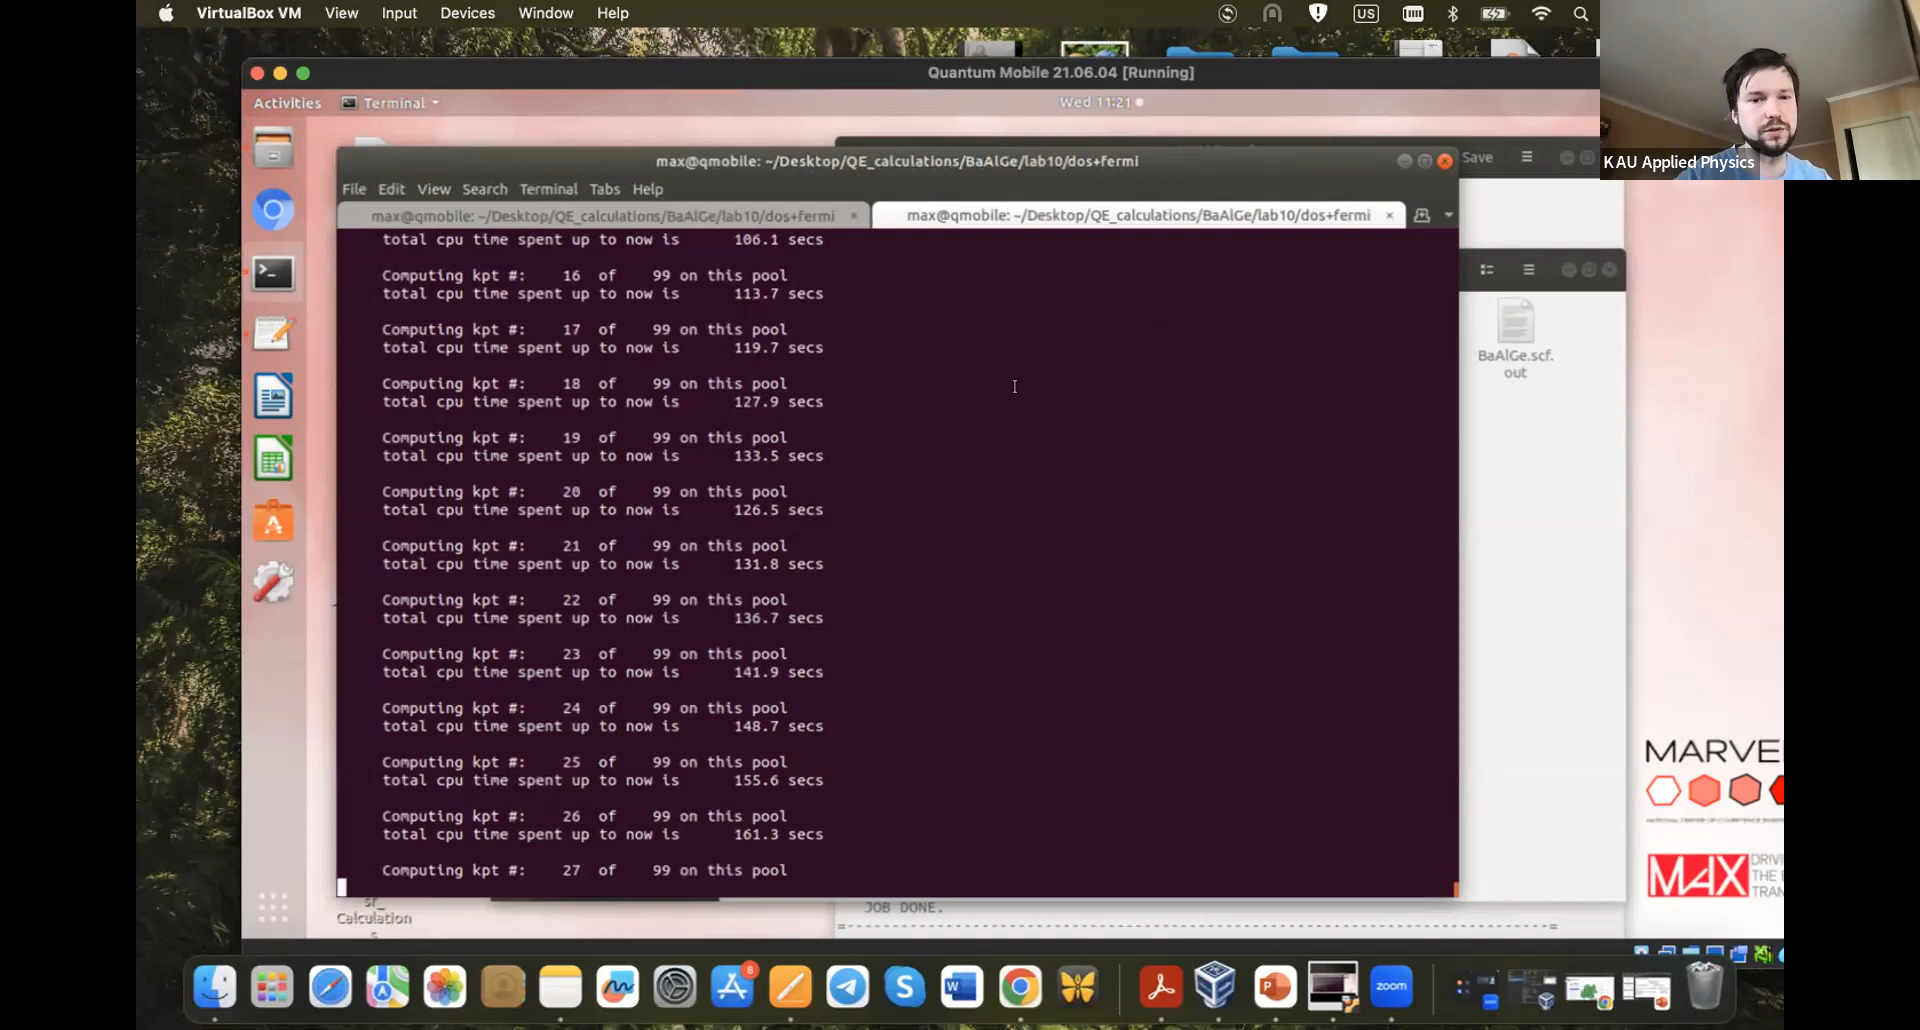 VirtualBox VM View Input Devices Window Help
US
Quantum Mobile 21.06.04 [Running]
Activities Terminal
Wed 11:21
KAU Applied Physics
max@qmobile: ~/Desktop/QE_calculations/BaAlGe/lab10/dos+fermi
Save
File Edit View Search Terminal Tabs Help
max@qmobile: ~/Desktop/QE_calculations/BaAlGe/lab10/dos+fermi
max@qmobile: ~/Desktop/QE_calculations/BaAlGe/lab10/dos+fermi
total cpu time spent up to now is 106.1 secs
Computing kpt #: 16 of 99 on this pool
total cpu time spent up to now is 113.7 secs
Computing kpt #: 17 of 99 on this pool
total cpu time spent up to now is 119.7 secs
Computing kpt #: 18 of 99 on this pool
total cpu time spent up to now is 127.9 secs
Computing kpt #: 19 of 99 on this pool
total cpu time spent up to now is 133.5 secs
Computing kpt #: 20 of 99 on this pool
total cpu time spent up to now is 126.5 secs
Computing kpt #: 21 of 99 on this pool
total cpu time spent up to now is 131.8 secs
Computing kpt #: 22 of 99 on this pool
total cpu time spent up to now is 136.7 secs
Computing kpt #: 23 of 99 on this pool
total cpu time spent up to now is 141.9 secs
Computing kpt #: 24 of 99 on this pool
total cpu time spent up to now is 148.7 secs
Computing kpt #: 25 of 99 on this pool
total cpu time spent up to now is 155.6 secs
Computing kpt #: 26 of 99 on this pool
total cpu time spent up to now is 161.3 secs
Computing kpt #: 27 of 99 on this pool
BaAlGe.scf.
out
MARVE
MAX
DRIVI
THE E
TRAN
Calculation
s
JOB DONE.
=------------------------------------------------------------------------------=
8
zoom